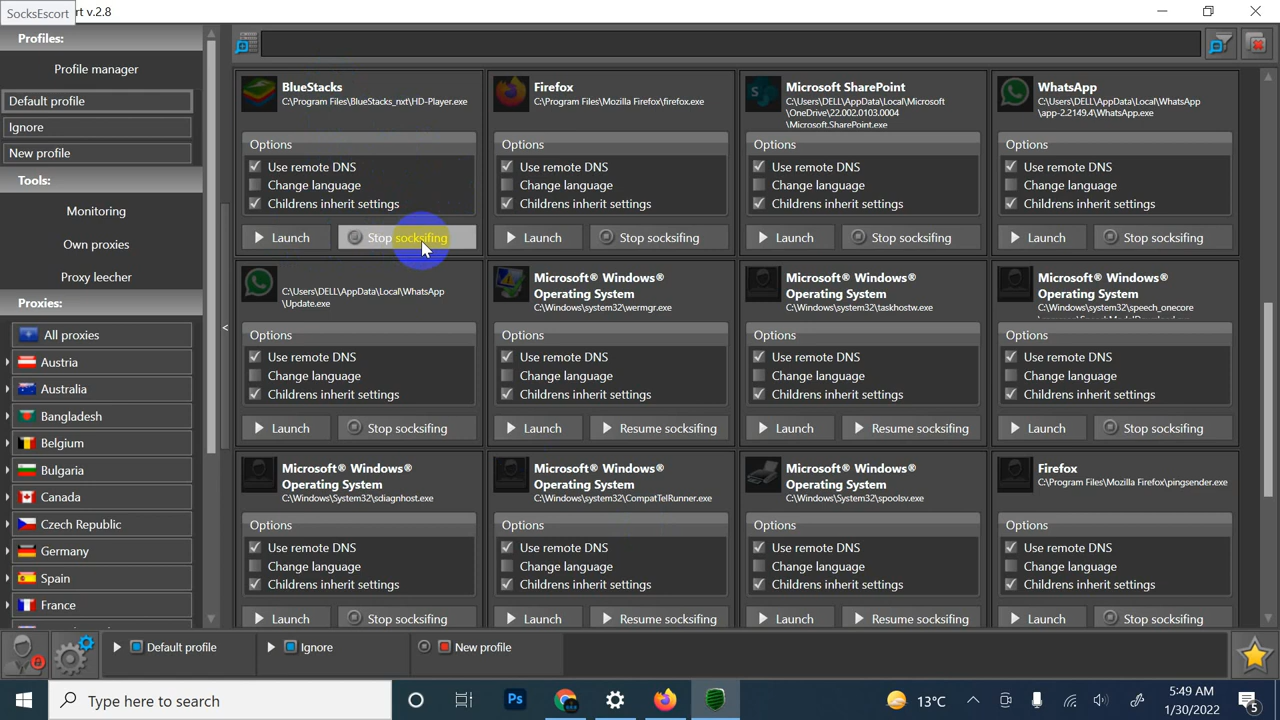 SocksEscort
rt v.2.8
Profiles:
Profile manager
Default profile
Ignore
New profile
Tools:
Monitoring
Own proxies
Proxy leecher
Proxies:
All proxies
Austria
Australia
Bangladesh
Belgium
Bulgaria
Canada
Czech Republic
Germany
Spain
France
BlueStacks
C:\Program Files\BlueStacks_nxt\HD-Player.exe
Options
Use remote DNS
Change language
Childrens inherit settings
Launch
Stop socksifing
Firefox
C:\Program Files\Mozilla Firefox\firefox.exe
Options
Use remote DNS
Change language
Childrens inherit settings
Launch
Stop socksifing
Microsoft SharePoint
C:\Users\DELL\AppData\Local\Microsoft
\OneDrive\22.002.0103.0004
\Microsoft.SharePoint.exe
Options
Use remote DNS
Change language
Childrens inherit settings
Launch
Stop socksifing
WhatsApp
C:\Users\DELL\AppData\Local\WhatsApp
\app-2.2149.4\WhatsApp.exe
Options
Use remote DNS
Change language
Childrens inherit settings
Launch
Stop socksifing
C:\Users\DELL\AppData\Local\WhatsApp
\Update.exe
Options
Use remote DNS
Change language
Childrens inherit settings
Launch
Stop socksifing
Microsoft® Windows®
Operating System
C:\Windows\system32\wermgr.exe
Options
Use remote DNS
Change language
Childrens inherit settings
Launch
Resume socksifing
Microsoft® Windows®
Operating System
C:\Windows\system32\taskhostw.exe
Options
Use remote DNS
Change language
Childrens inherit settings
Launch
Resume socksifing
Microsoft® Windows®
Operating System
C:\Windows\system32\speech_onecore
Options
Use remote DNS
Change language
Childrens inherit settings
Launch
Stop socksifing
Microsoft® Windows®
Operating System
C:\Windows\System32\sdiagnhost.exe
Options
Use remote DNS
Change language
Childrens inherit settings
Launch
Stop socksifing
Microsoft® Windows®
Operating System
C:\Windows\system32\CompatTelRunner.exe
Options
Use remote DNS
Change language
Childrens inherit settings
Launch
Resume socksifing
Microsoft® Windows®
Operating System
C:\Windows\System32\spoolsv.exe
Options
Use remote DNS
Change language
Childrens inherit settings
Launch
Resume socksifing
Firefox
C:\Program Files\Mozilla Firefox\pingsender.exe
Options
Use remote DNS
Change language
Childrens inherit settings
Launch
Stop socksifing
Default profile
Ignore
New profile
Type here to search
Ps
13°C
5:49 AM
1/30/2022
5